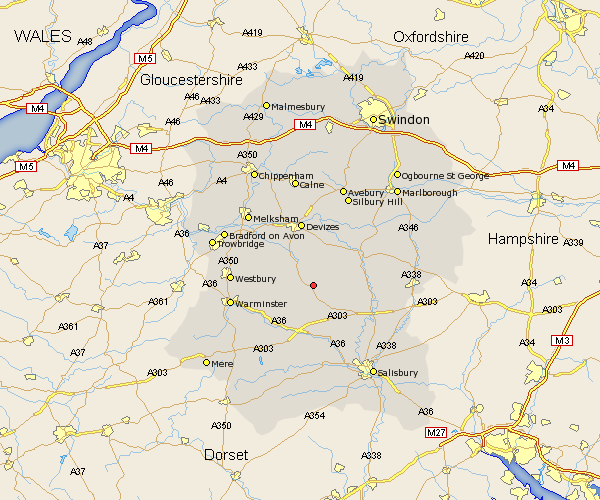 WALES
A48
A419
Oxfordshire
A420
M5
Gloucestershire
A433
A419
A46
A433
Malmesbury
M4
A46
A429
M4
Swindon
A34
M4
A350
M5
A4
Chippenham
Calne
Ogbourne St George
M4
A46
A4
Avebury
Marlborough
Silbury Hill
Melksham
Devizes
A346
A36
Bradford on Avon
Trowbridge
A37
Hampshire
A339
A350
Westbury
A338
A36
A361
Warminster
A303
A303
A34
A36
A361
A37
A303
A36
A338
M3
A303
Mere
Salisbury
A34
A354
A36
A350
M27
Dorset
A338
A37